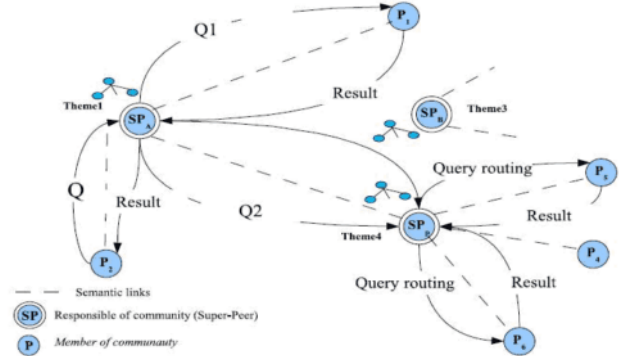 Q1
P1
Theme1
SPA
Result
SPB
Theme3
Query routing
P5
Q
Result
Q2
Result
SPD
Theme4
P4
P2
Query routing
Result
Semantic links
SP
Responsible of community (Super-Peer)
P6
P
Member of communauty